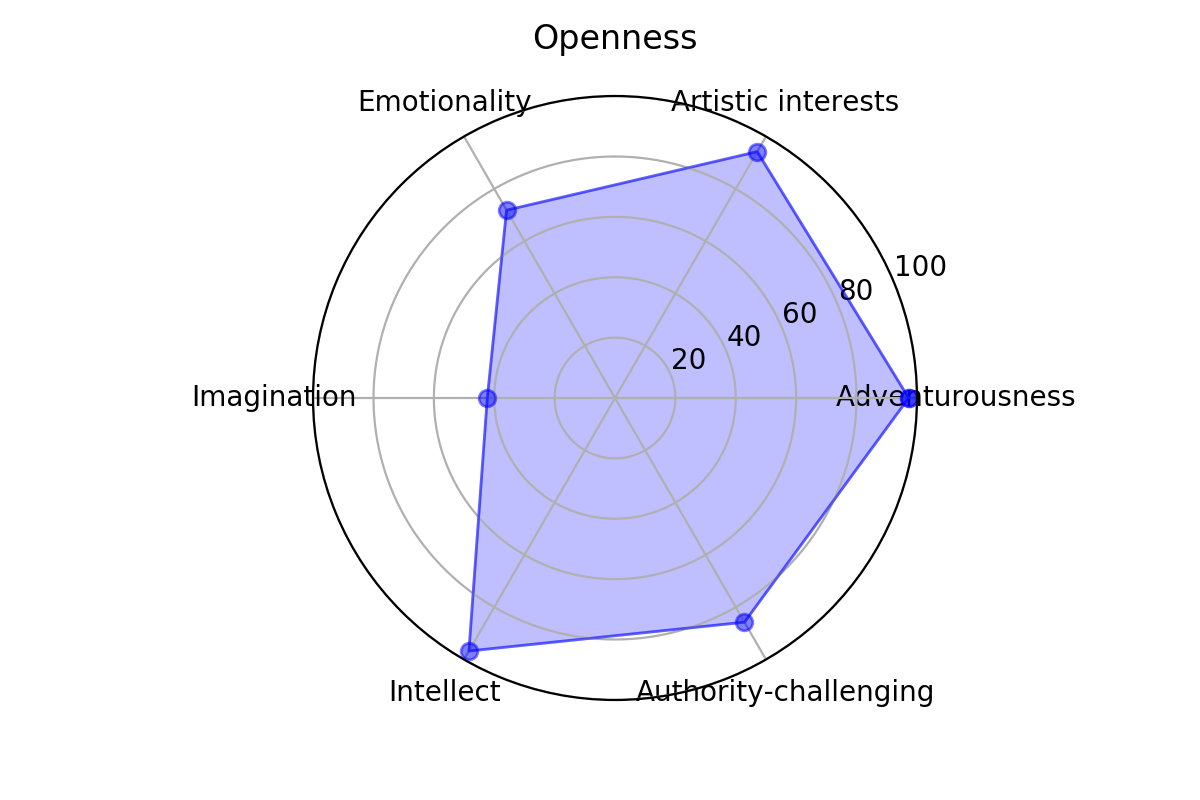 Openness
Emotionality
Artistic interests
100
80
60
40
20
Imagination
Adventurousness
Intellect
Authority-challenging